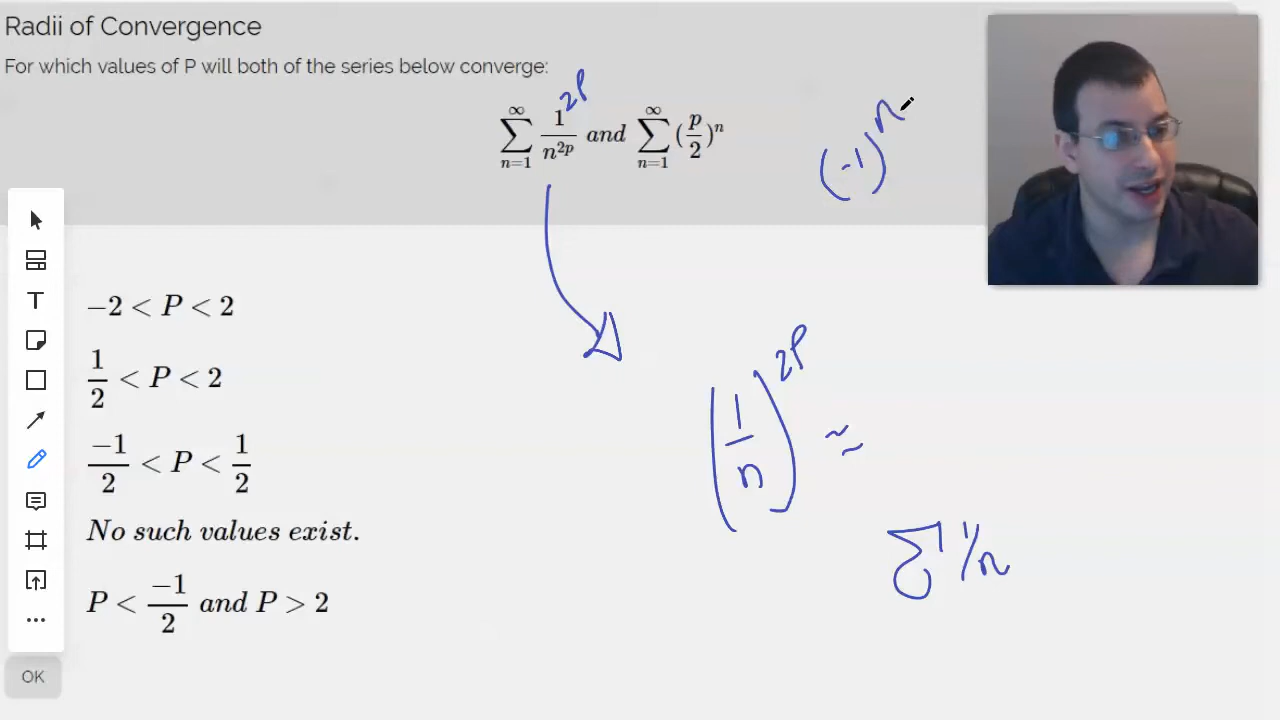 Radii of Convergence
For which values of P will both of the series below converge:
2P
∞ ∑ n=1 1/n^{2p} and ∞ ∑ n=1 (p/2)^n
(-1)^n
-2 < P < 2
1/2 < P < 2
-1/2 < P < 1/2
No such values exist.
P < -1/2 and P > 2
(1/n)^{2P} ≈
∑ 1/n
T
OK